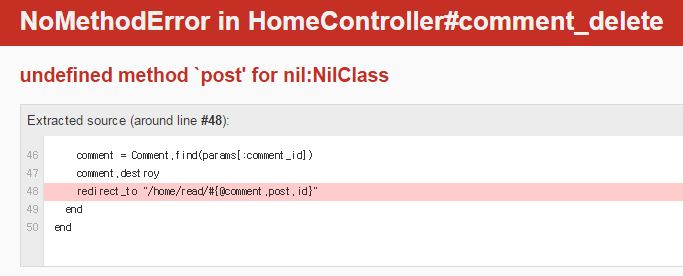 NoMethodError in HomeController#comment_delete
undefined method `post' for nil:NilClass
Extracted source (around line #48):
46 comment = Comment.find(params[:comment_id])
47 comment.destroy
48 redirect_to "/home/read/#{@comment.post.id}"
49 end
50 end